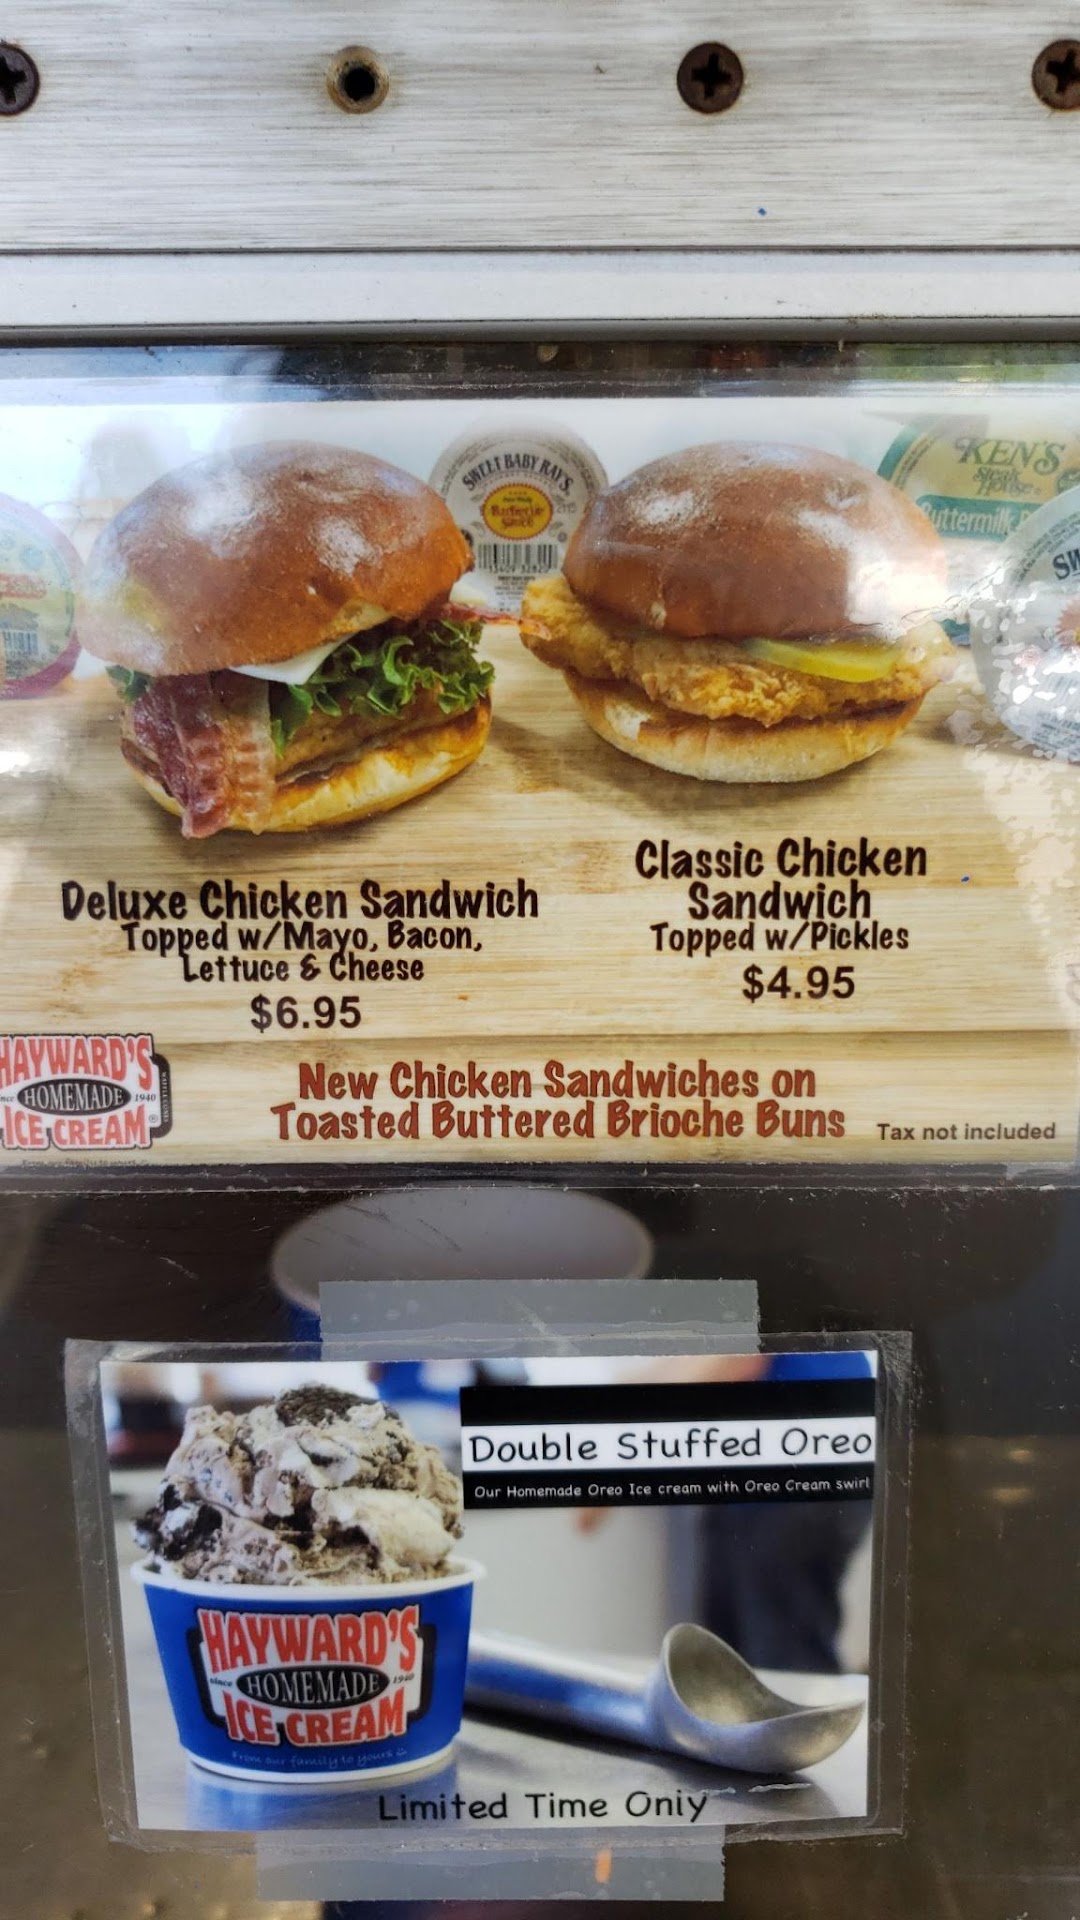 SWEET BABY RAY'S
Barbecue
Sauce
KEN'S
Steak
House
Buttermilk
Deluxe Chicken Sandwich
Topped w/Mayo, Bacon,
Lettuce & Cheese
$6.95
Classic Chicken
Sandwich
Topped w/Pickles
$4.95
HAYWARD'S
HOMEMADE 1940
ICE CREAM
New Chicken Sandwiches on
Toasted Buttered Brioche Buns
Tax not included
Double Stuffed Oreo
Our Homemade Oreo Ice cream with Oreo Cream swirl
HAYWARD'S
since HOMEMADE 1940
ICE CREAM
From our family to yours
Limited Time Only